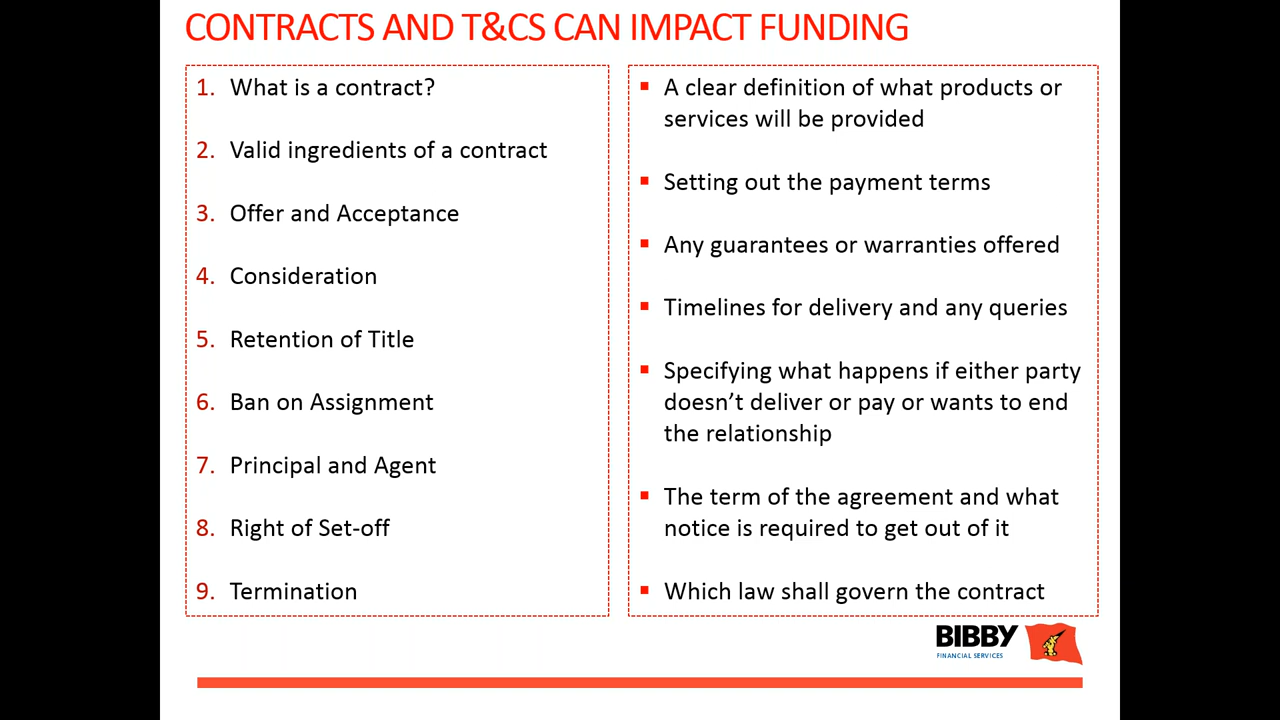 CONTRACTS AND T&CS CAN IMPACT FUNDING
1. What is a contract?
2. Valid ingredients of a contract
3. Offer and Acceptance
4. Consideration
5. Retention of Title
6. Ban on Assignment
7. Principal and Agent
8. Right of Set-off
9. Termination
▪ A clear definition of what products or
services will be provided
▪ Setting out the payment terms
▪ Any guarantees or warranties offered
▪ Timelines for delivery and any queries
▪ Specifying what happens if either party
doesn’t deliver or pay or wants to end
the relationship
▪ The term of the agreement and what
notice is required to get out of it
▪ Which law shall govern the contract
BIBBY
FINANCIAL SERVICES